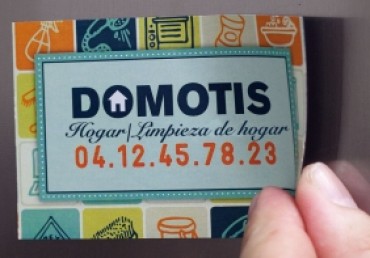 DOMOTIS
Hogar|Limpieza de hogar
04.12.45.78.23